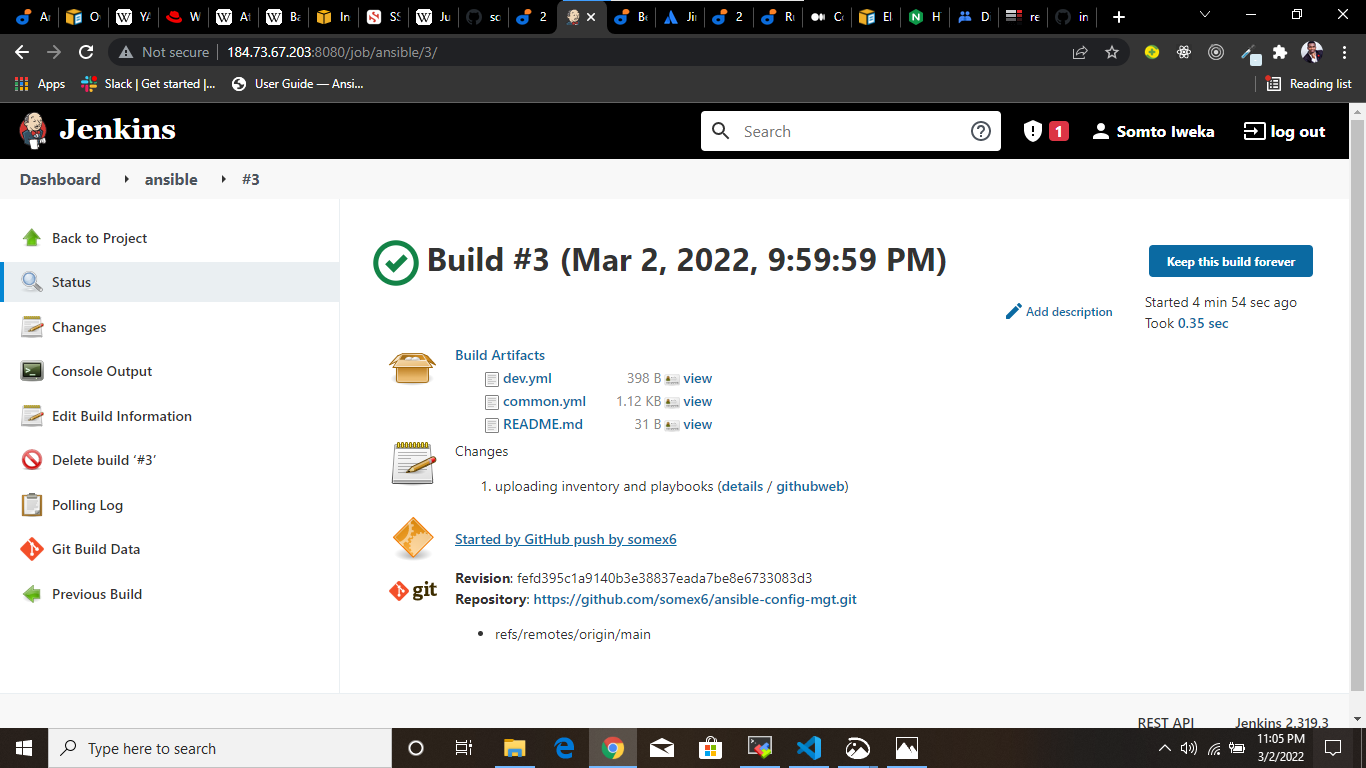 Ar
O
YA
W
At
Ba
In
SS
Ju
sc
2
Be
Jir
2
Ru
Co
El
H
D
re
in
Not secure
184.73.67.203:8080/job/ansible/3/
Apps
Slack | Get started |...
User Guide — Ansi...
Reading list
Jenkins
Search
1
Somto Iweka
log out
Dashboard
ansible
#3
Back to Project
Status
Changes
Console Output
Edit Build Information
Delete build ‘#3’
Polling Log
Git Build Data
Previous Build
Build #3 (Mar 2, 2022, 9:59:59 PM)
Keep this build forever
Add description
Started 4 min 54 sec ago
Took 0.35 sec
Build Artifacts
dev.yml 398 B view
common.yml 1.12 KB view
README.md 31 B view
Changes
1. uploading inventory and playbooks (details / githubweb)
Started by GitHub push by somex6
git
Revision: fefd395c1a9140b3e38837eada7be8e6733083d3
Repository: https://github.com/somex6/ansible-config-mgt.git
• refs/remotes/origin/main
REST API
Jenkins 2.319.3
Type here to search
11:05 PM
3/2/2022